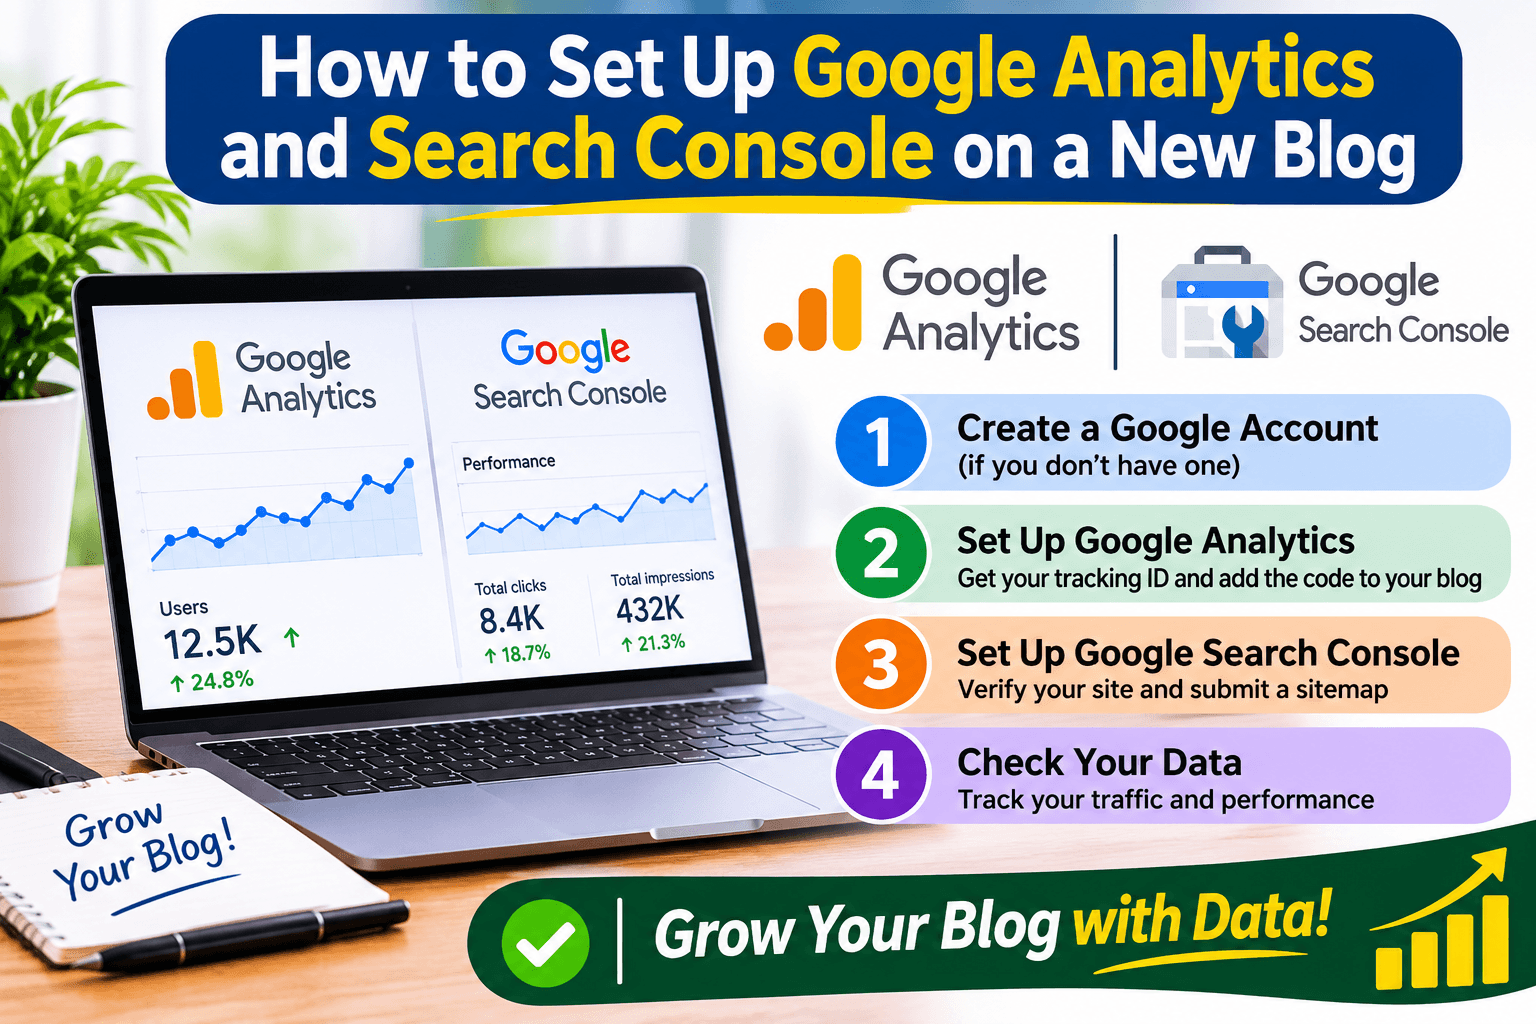 How to Set Up Google Analytics
and Search Console on a New Blog
Google
Analytics
Google
Search Console
Google
Analytics
Users
12.5K ↑
↑ 24.8%
Google
Search Console
Performance
Total clicks
8.4K
↑ 18.7%
Total impressions
432K
↑ 21.3%
1
Create a Google Account
(if you don't have one)
2
Set Up Google Analytics
Get your tracking ID and add the code to your blog
3
Set Up Google Search Console
Verify your site and submit a sitemap
4
Check Your Data
Track your traffic and performance
Grow
Your Blog!
Grow Your Blog with Data!